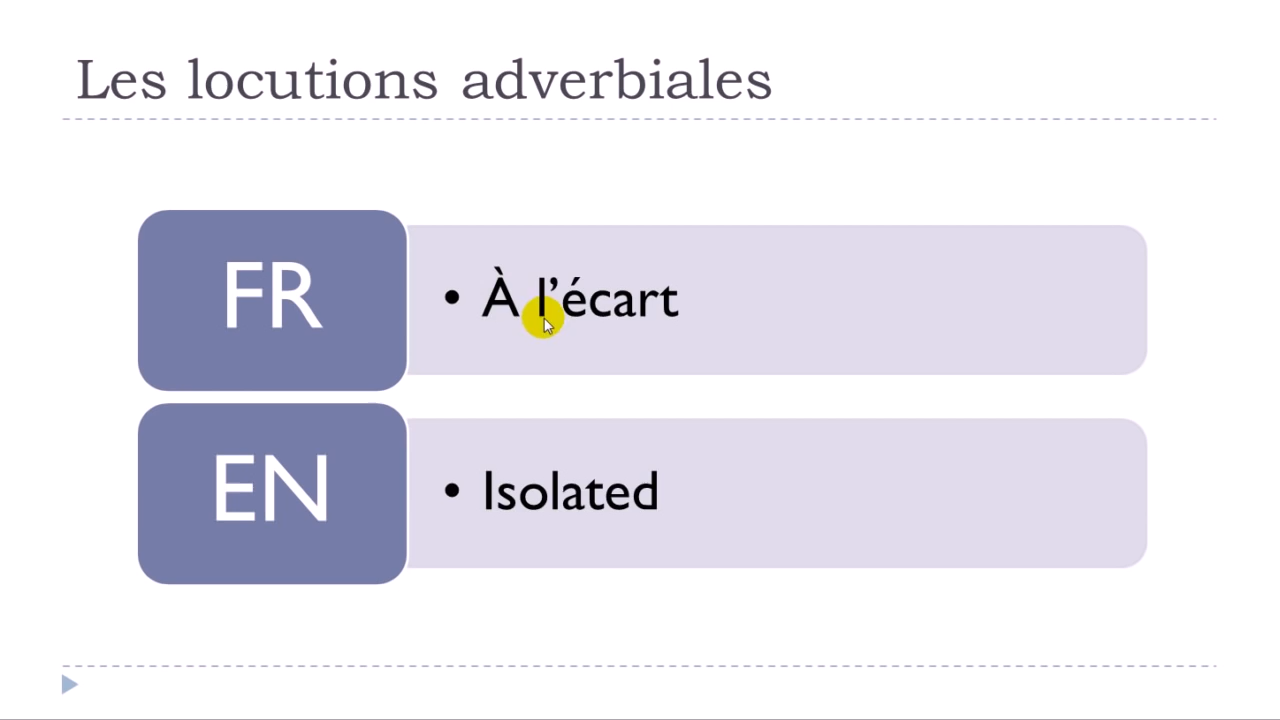 Les locutions adverbiales
FR
• À l’écart
EN
• Isolated